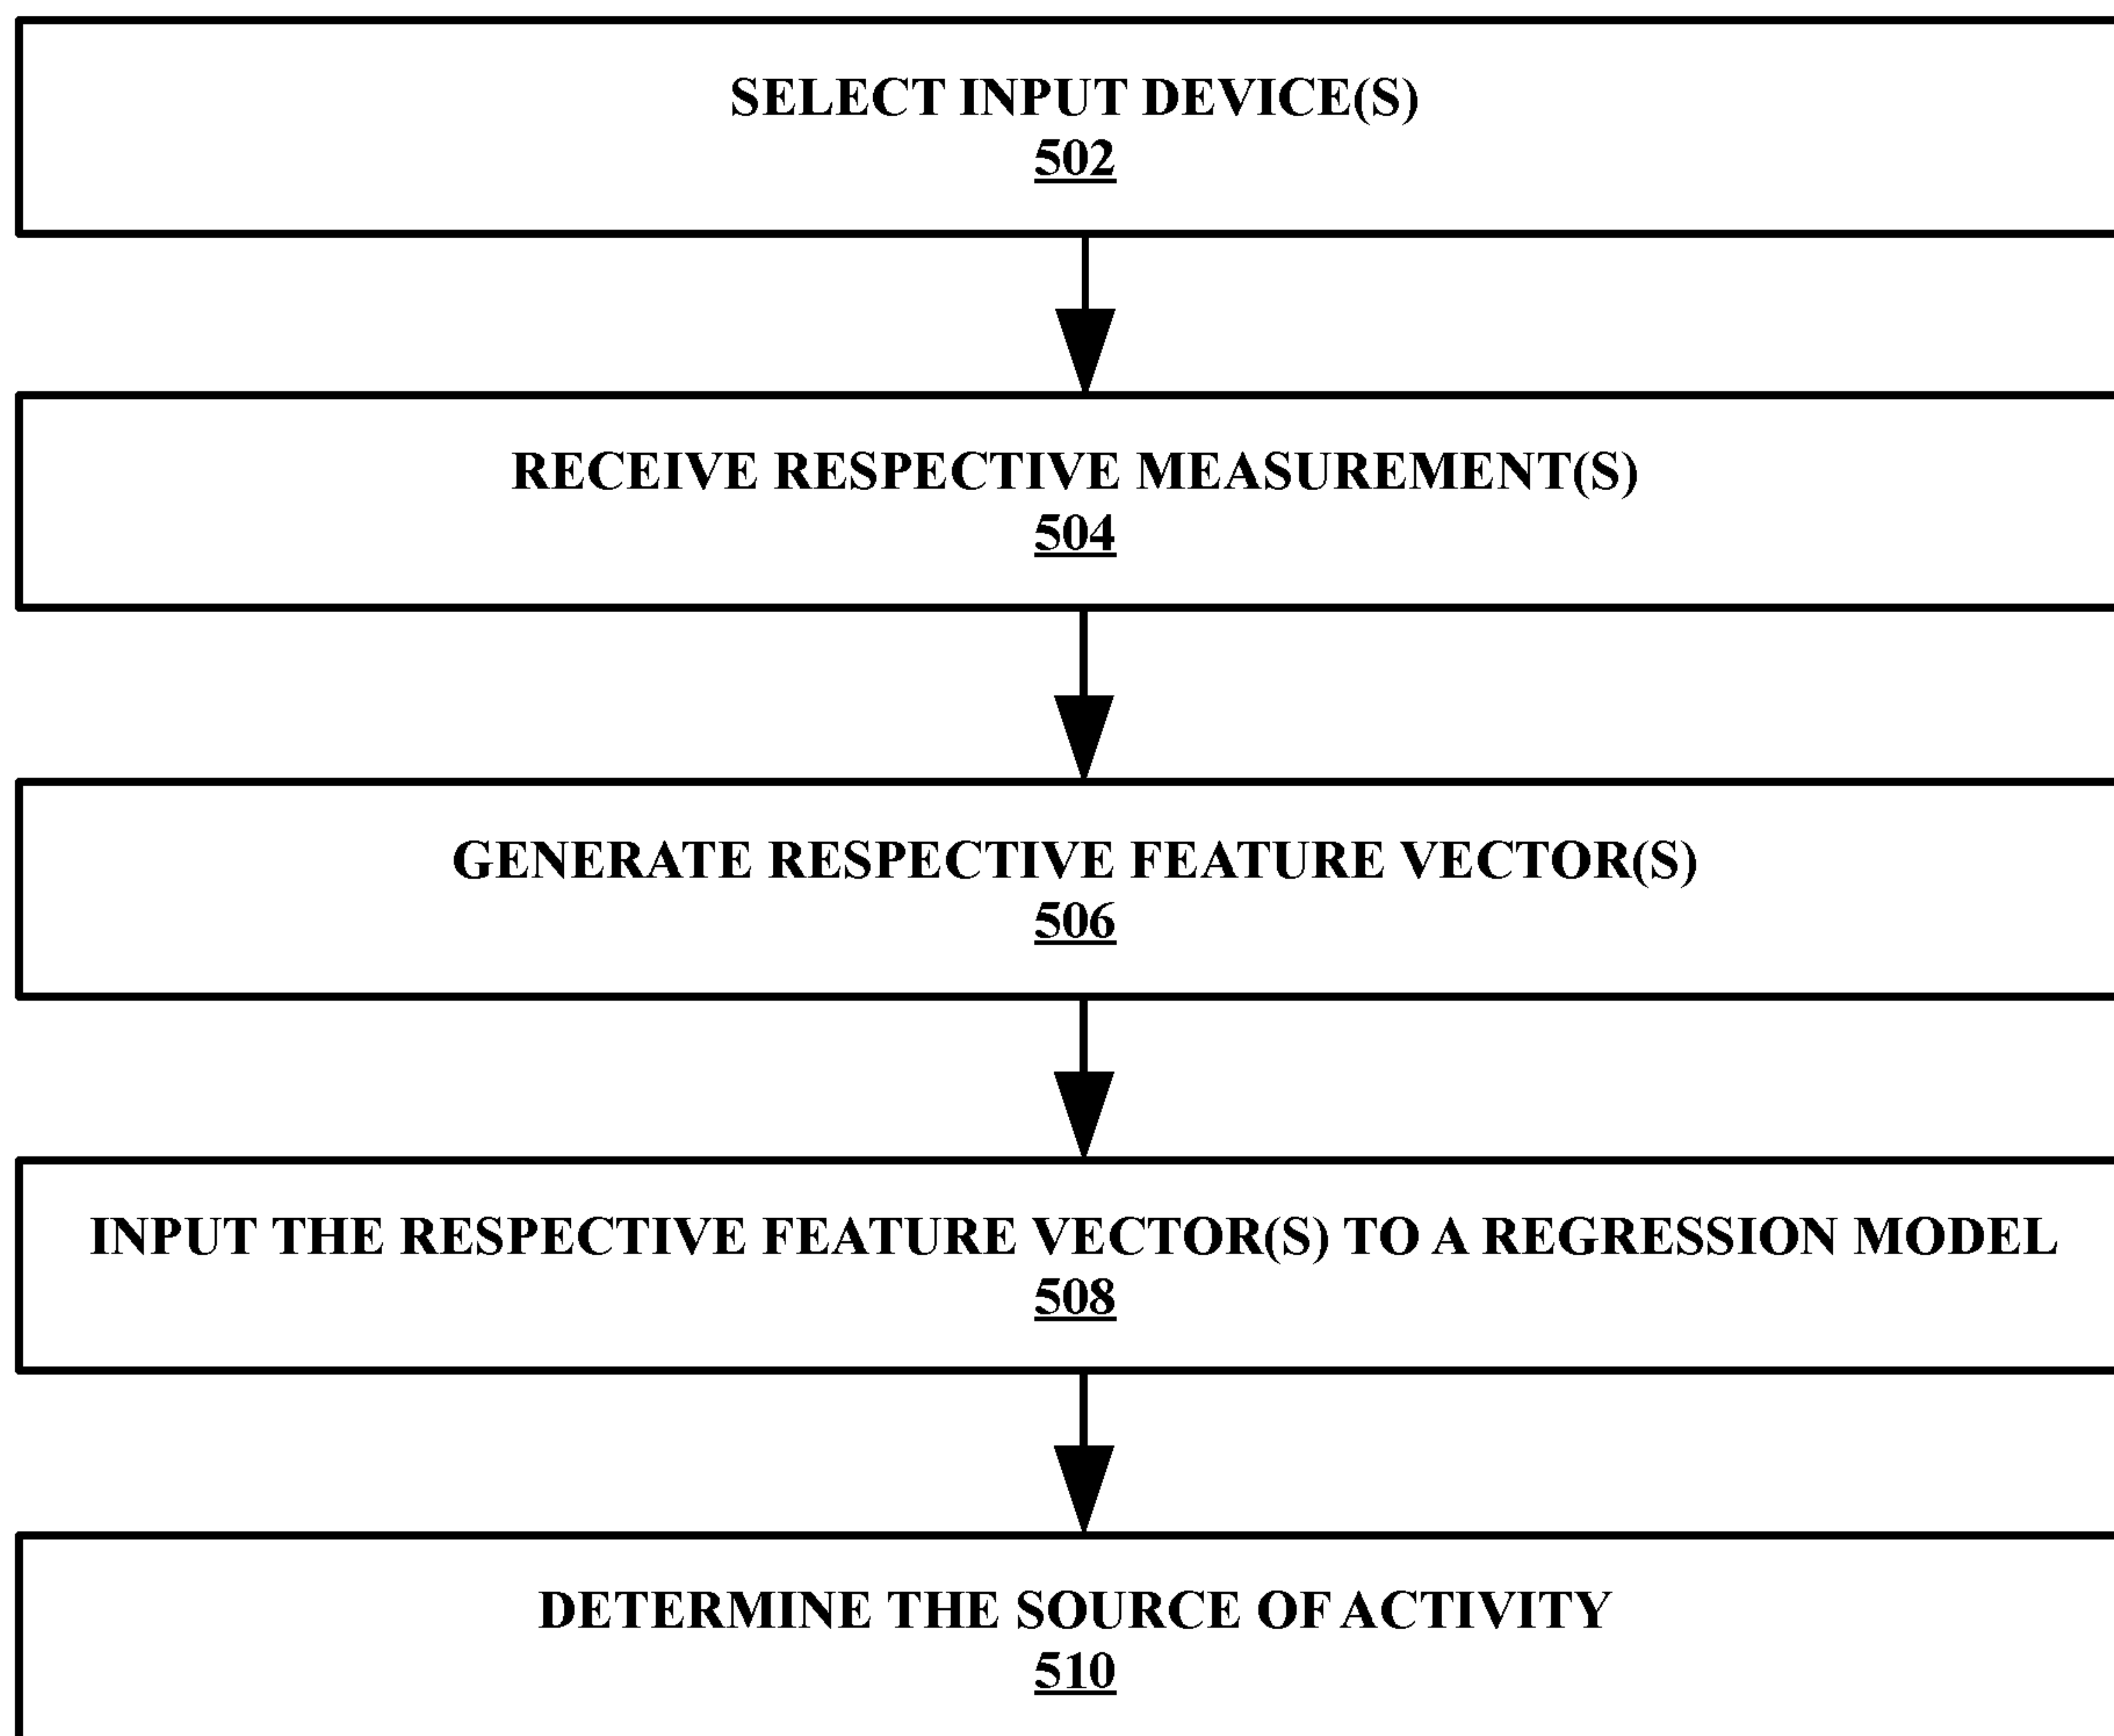 SELECT INPUT DEVICE(S)
502
RECEIVE RESPECTIVE MEASUREMENT(S)
504
GENERATE RESPECTIVE FEATURE VECTOR(S)
506
INPUT THE RESPECTIVE FEATURE VECTOR(S) TO A REGRESSION MODEL
508
DETERMINE THE SOURCE OF ACTIVITY
510